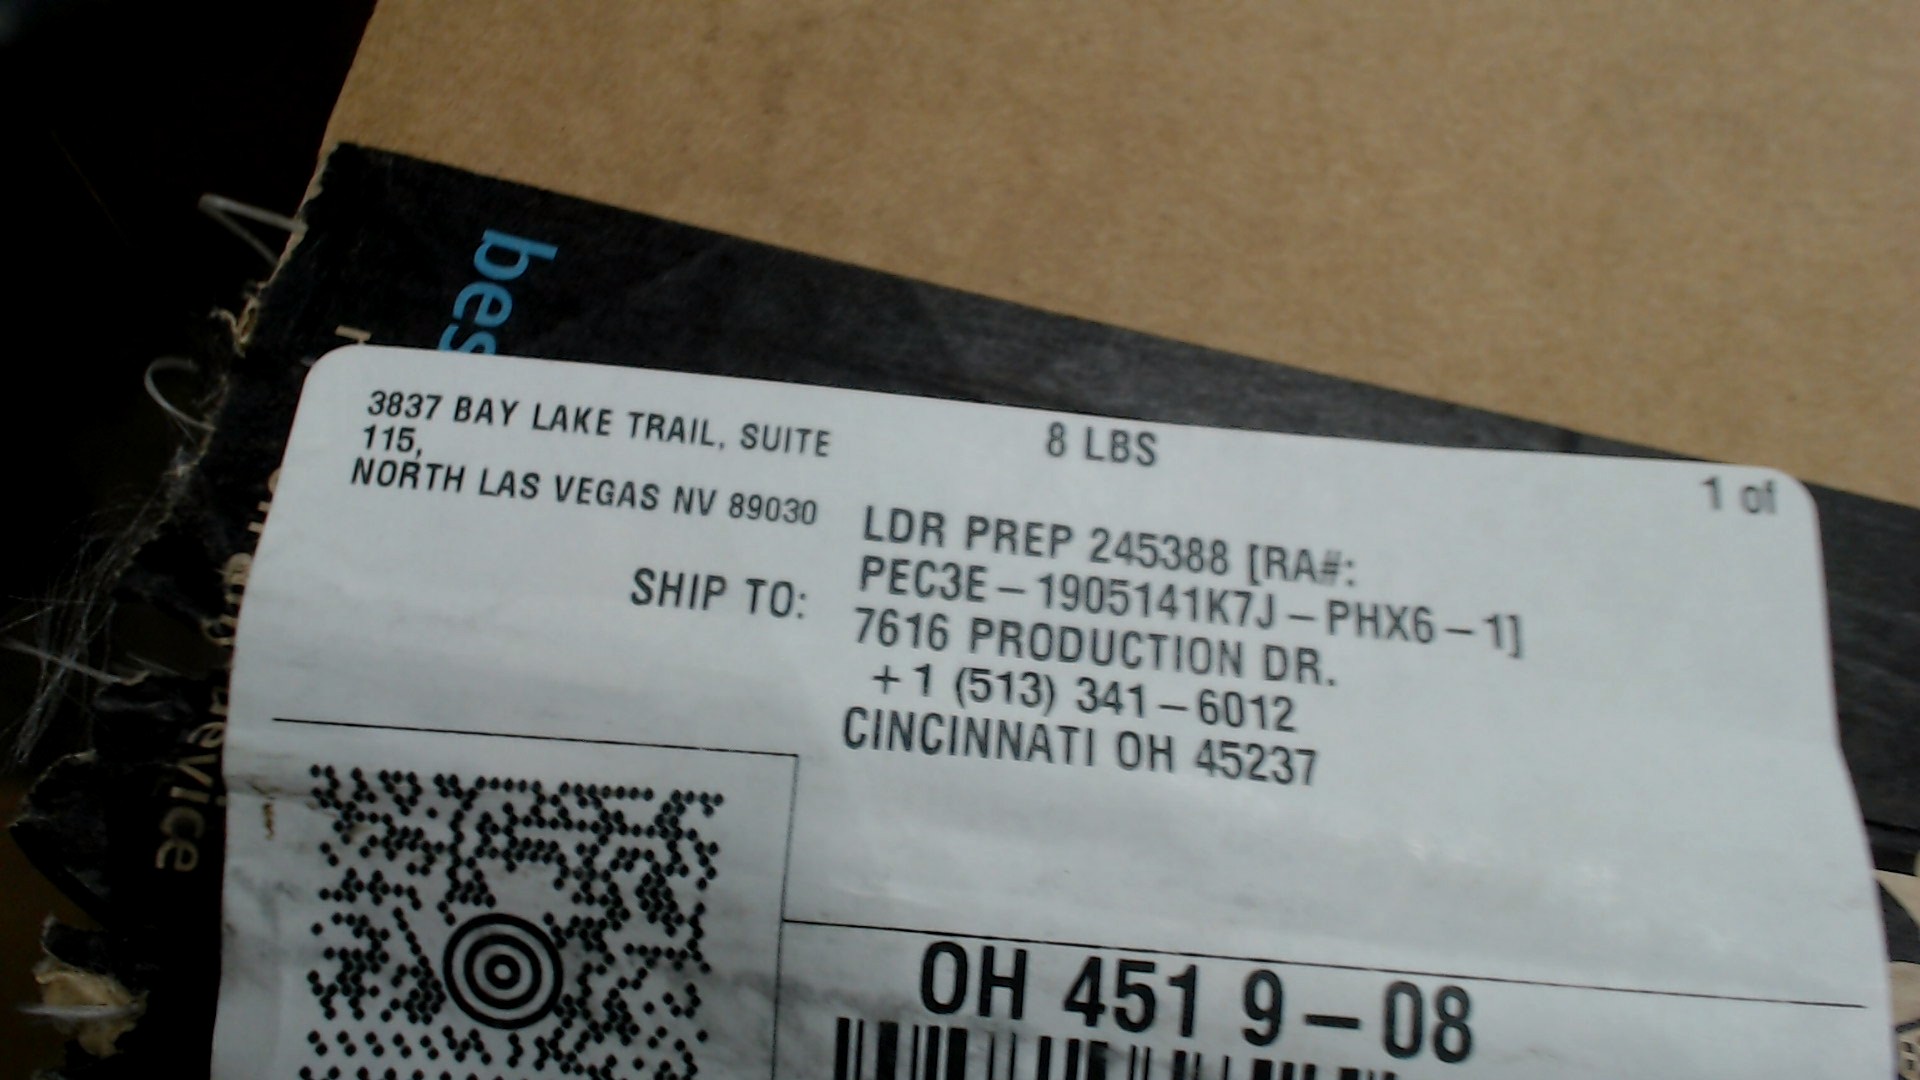 bes
3837 BAY LAKE TRAIL, SUITE
115,
NORTH LAS VEGAS NV 89030
8 LBS
1 of
SHIP TO:
LDR PREP 245388 [RA#:
PEC3E-1905141K7J-PHX6-1]
7616 PRODUCTION DR.
+1 (513) 341-6012
CINCINNATI OH 45237
OH 451 9-08
device